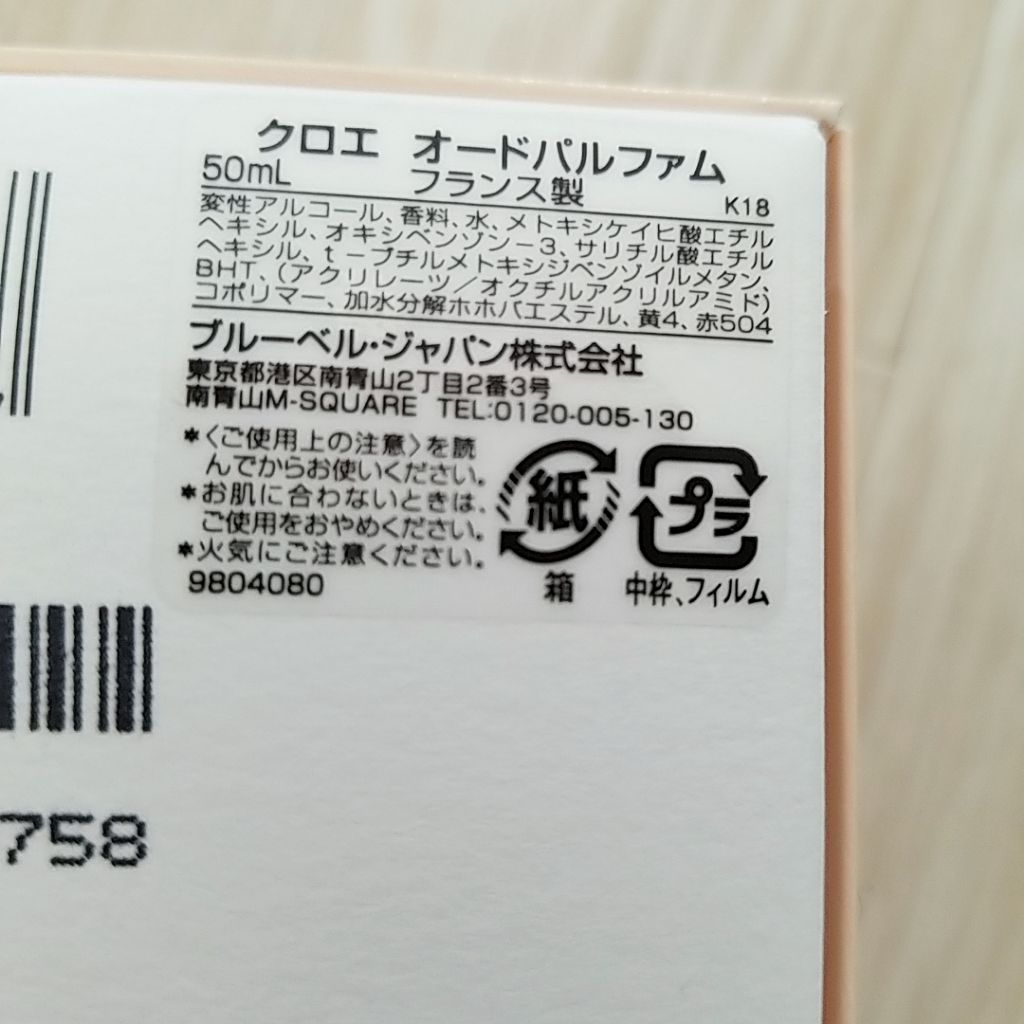 クロエ オードパルファム
50mL フランス製 K18
変性アルコール、香料、水、メトキシケイヒ酸エチル
ヘキシル、オキシベンゾン－3、サリチル酸エチル
ヘキシル、t－ブチルメトキシジベンゾイルメタン、
BHT、（アクリレーツ／オクチルアクリルアミド）
コポリマー、加水分解ホホバエステル、黄4、赤504
ブルーベル・ジャパン株式会社
東京都港区南青山2丁目2番3号
南青山M-SQUARE TEL:0120-005-130
＊〈ご使用上の注意〉を読
んでからお使いください。
＊お肌に合わないときは、
ご使用をおやめください。
＊火気にご注意ください。
9804080
紙
箱
プラ
中枠、フィルム
758